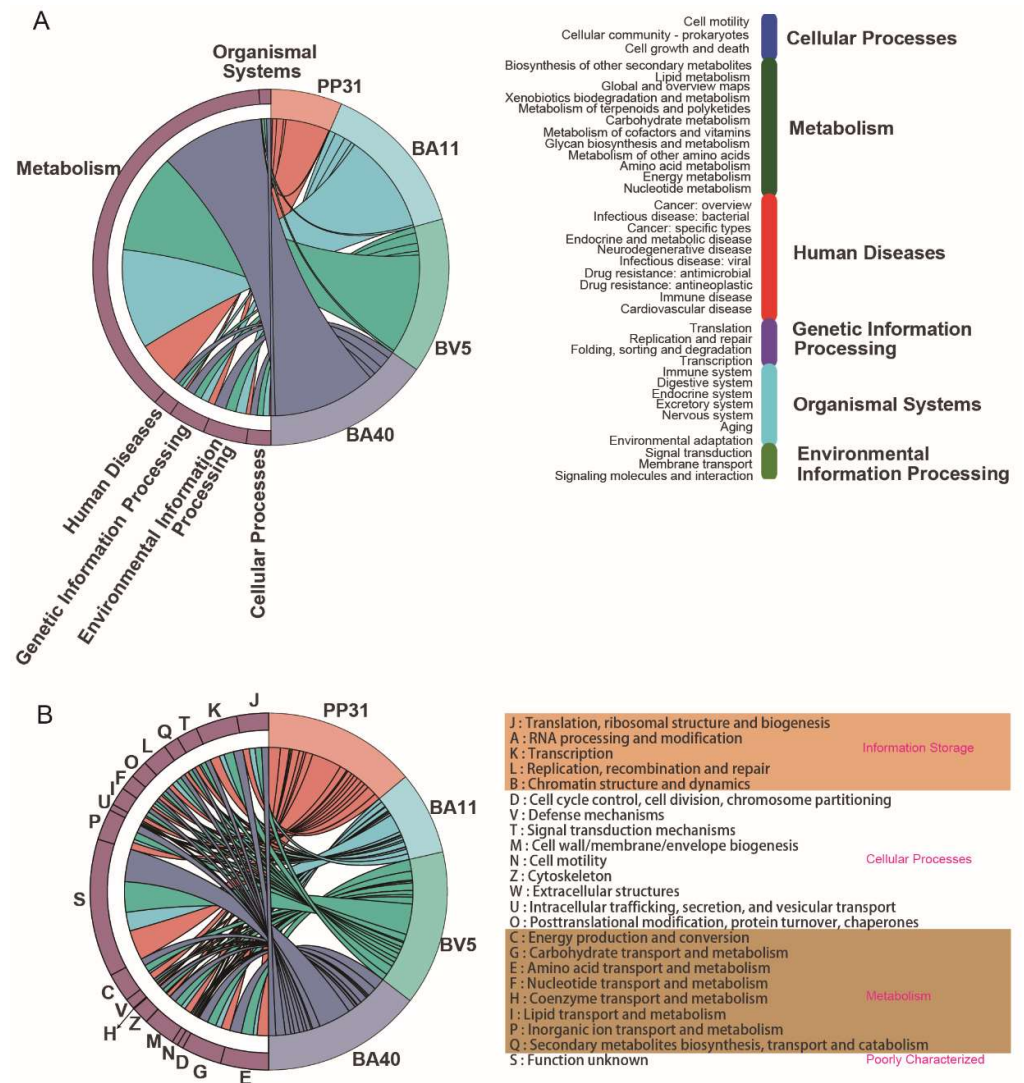 A
Organismal
Systems
PP31
BA11
BV5
BA40
Metabolism
Human Diseases
Genetic Information Processing
Environmental Information
Processing
Cellular Processes
Cell motility
Cellular community - prokaryotes
Cell growth and death
Cellular Processes
Biosynthesis of other secondary metabolites
Lipid metabolism
Global and overview maps
Xenobiotics biodegradation and metabolism
Metabolism of terpenoids and polyketides
Carbohydrate metabolism
Metabolism of cofactors and vitamins
Glycan biosynthesis and metabolism
Metabolism of other amino acids
Amino acid metabolism
Energy metabolism
Nucleotide metabolism
Metabolism
Cancer: overview
Infectious disease: bacterial
Cancer: specific types
Endocrine and metabolic disease
Neurodegenerative disease
Infectious disease: viral
Drug resistance: antimicrobial
Drug resistance: antineoplastic
Immune disease
Cardiovascular disease
Human Diseases
Translation
Replication and repair
Folding, sorting and degradation
Transcription
Genetic Information
Processing
Immune system
Digestive system
Endocrine system
Excretory system
Nervous system
Aging
Environmental adaptation
Organismal Systems
Signal transduction
Membrane transport
Signaling molecules and interaction
Environmental
Information Processing
B
J
K
T
Q
L
O
F
I
U
P
S
C
V
H
Z
M
N
D
G
E
PP31
BA11
BV5
BA40
J : Translation, ribosomal structure and biogenesis
A : RNA processing and modification
K : Transcription
L : Replication, recombination and repair
B : Chromatin structure and dynamics
Information Storage
D : Cell cycle control, cell division, chromosome partitioning
V : Defense mechanisms
T : Signal transduction mechanisms
M : Cell wall/membrane/envelope biogenesis
N : Cell motility
Z : Cytoskeleton
W : Extracellular structures
U : Intracellular trafficking, secretion, and vesicular transport
O : Posttranslational modification, protein turnover, chaperones
Cellular Processes
C : Energy production and conversion
G : Carbohydrate transport and metabolism
E : Amino acid transport and metabolism
F : Nucleotide transport and metabolism
H : Coenzyme transport and metabolism
I : Lipid transport and metabolism
P : Inorganic ion transport and metabolism
Q : Secondary metabolites biosynthesis, transport and catabolism
Metabolism
S : Function unknown
Poorly Characterized